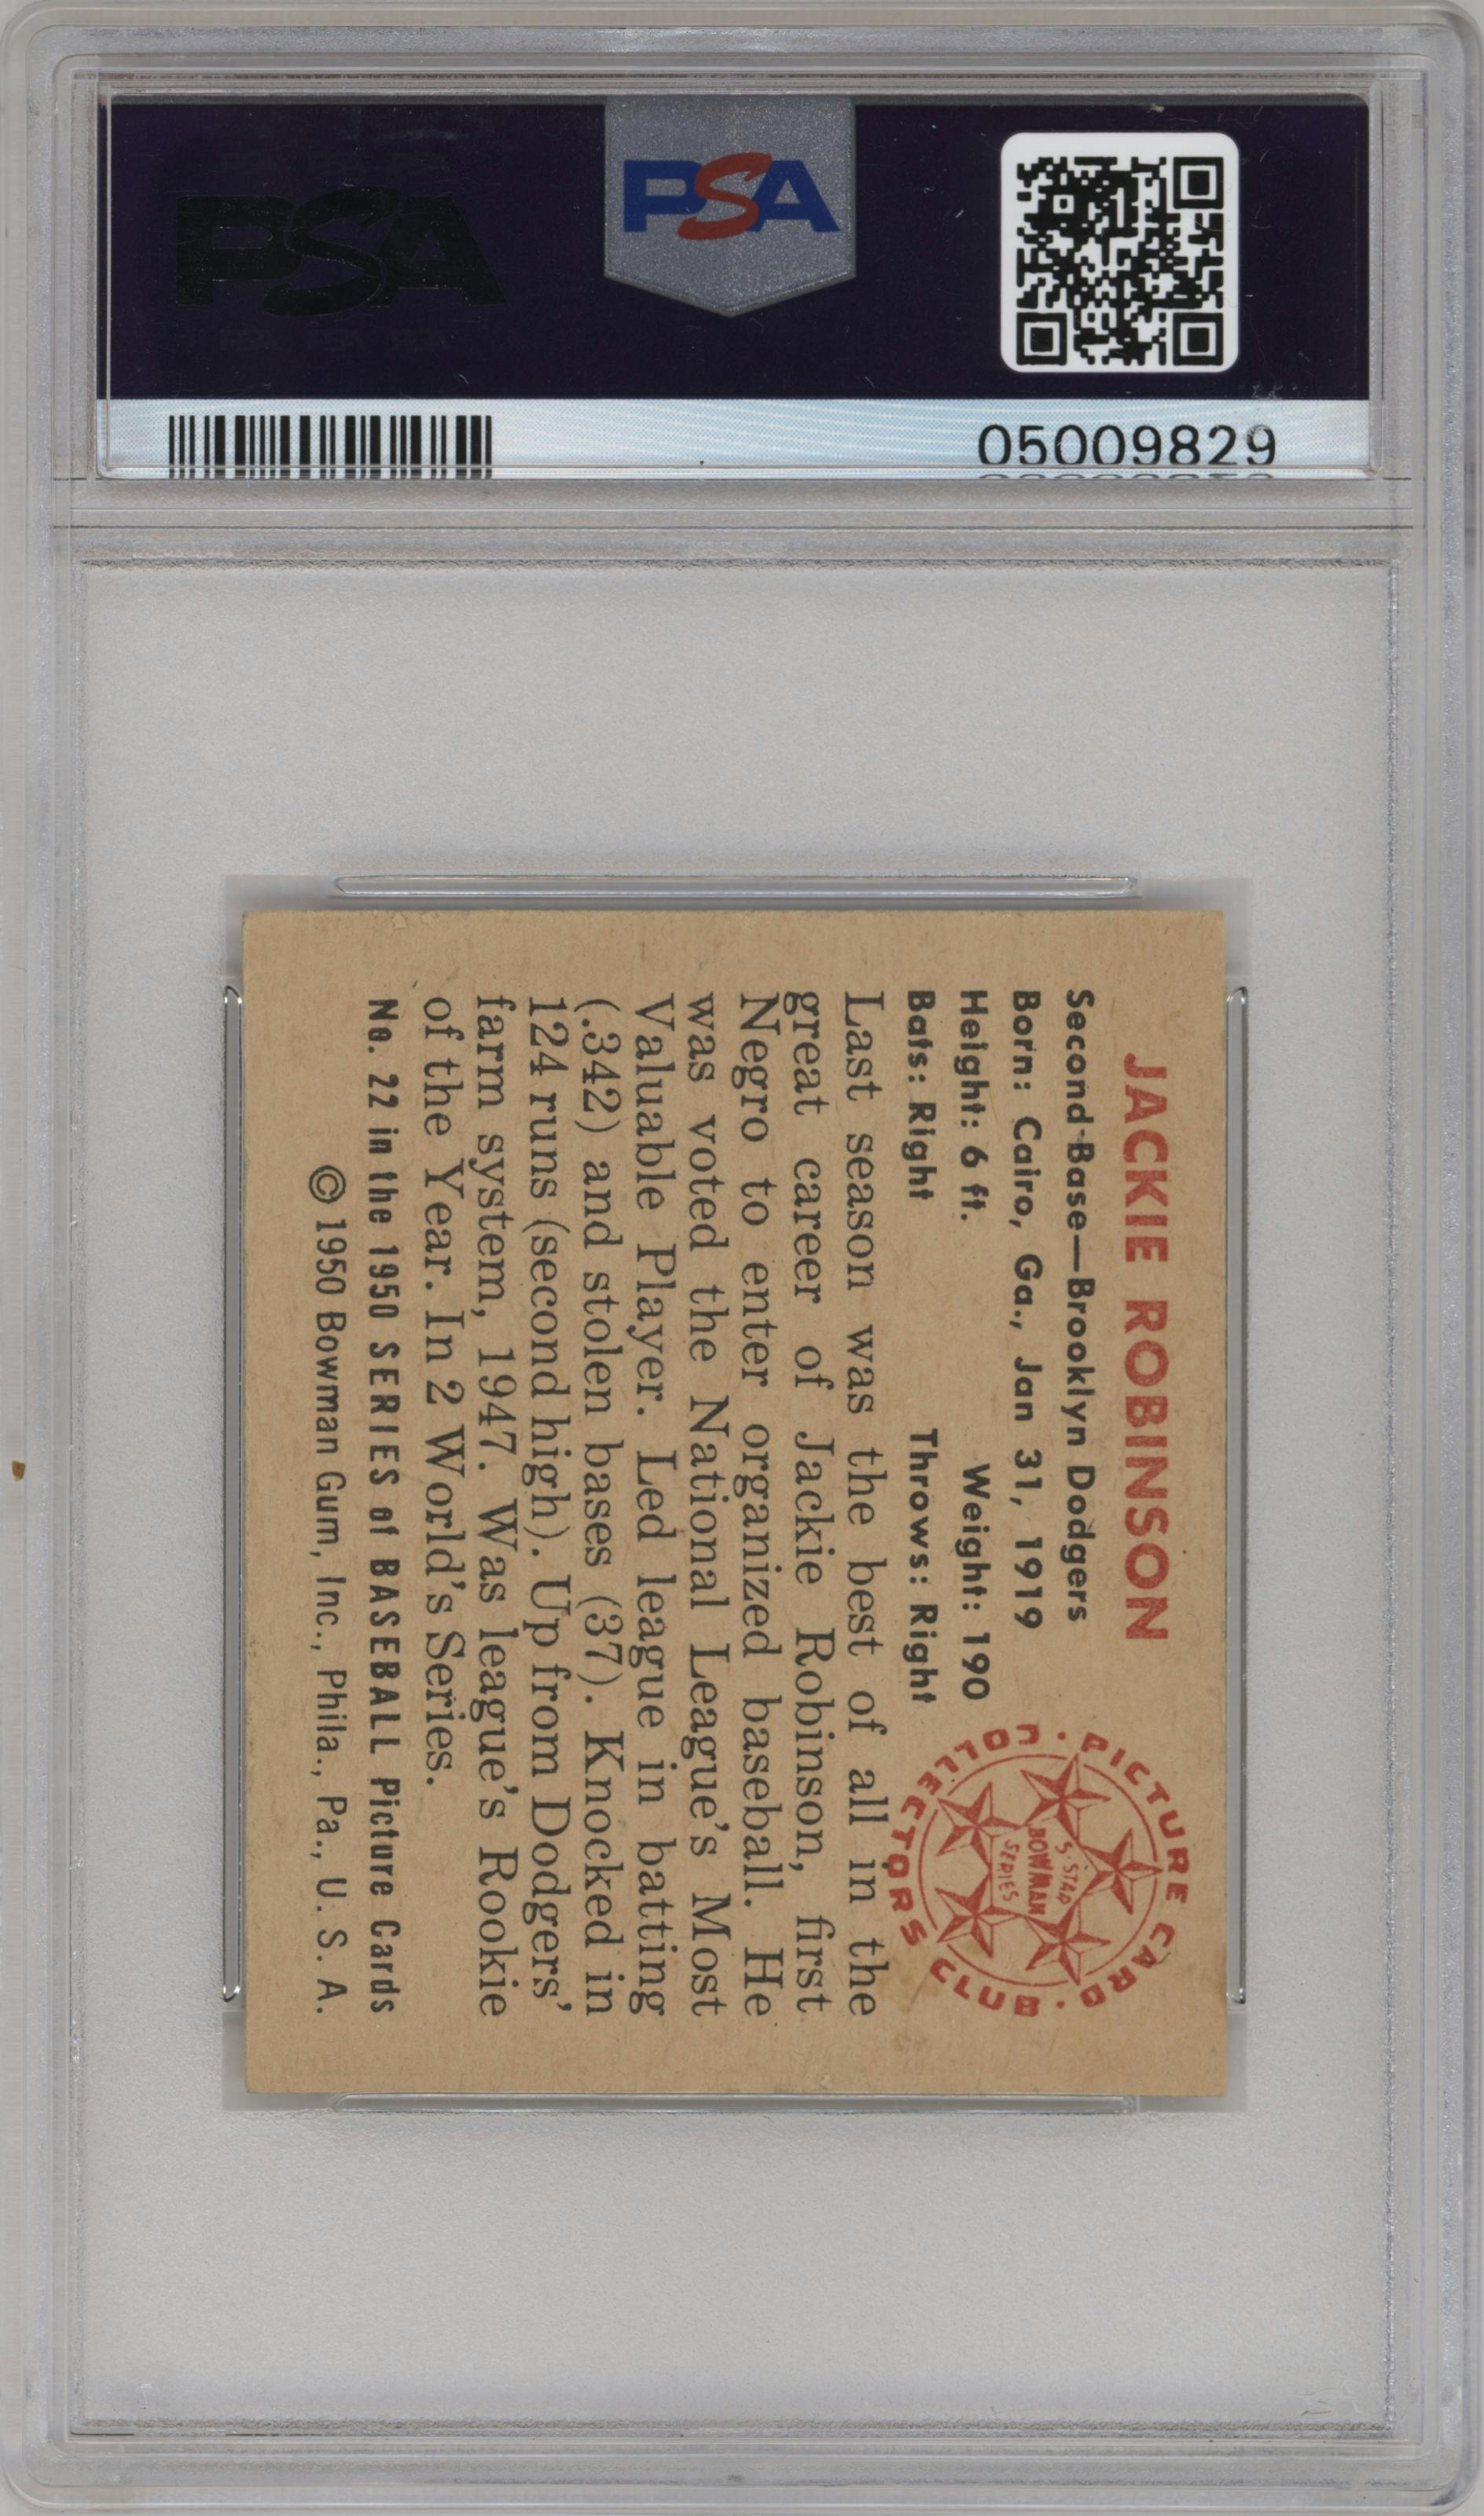 PSA
PSA
05009829
JACKIE ROBINSON
Second-Base—Brooklyn Dodgers
Born: Cairo, Ga., Jan 31, 1919
Height: 6 ft. Weight: 190
Bats: Right Throws: Right
PICTURE CARD · COLLECTORS CLUB ·
5-STAR
BOWMAN
SERIES
Last season was the best of all in the
great career of Jackie Robinson, first
Negro to enter organized baseball. He
was voted the National League's Most
Valuable Player. Led league in batting
(.342) and stolen bases (37). Knocked in
124 runs (second high). Up from Dodgers'
farm system, 1947. Was league's Rookie
of the Year. In 2 World's Series.
No. 22 in the 1950 SERIES of BASEBALL Picture Cards
© 1950 Bowman Gum, Inc., Phila., Pa., U. S. A.